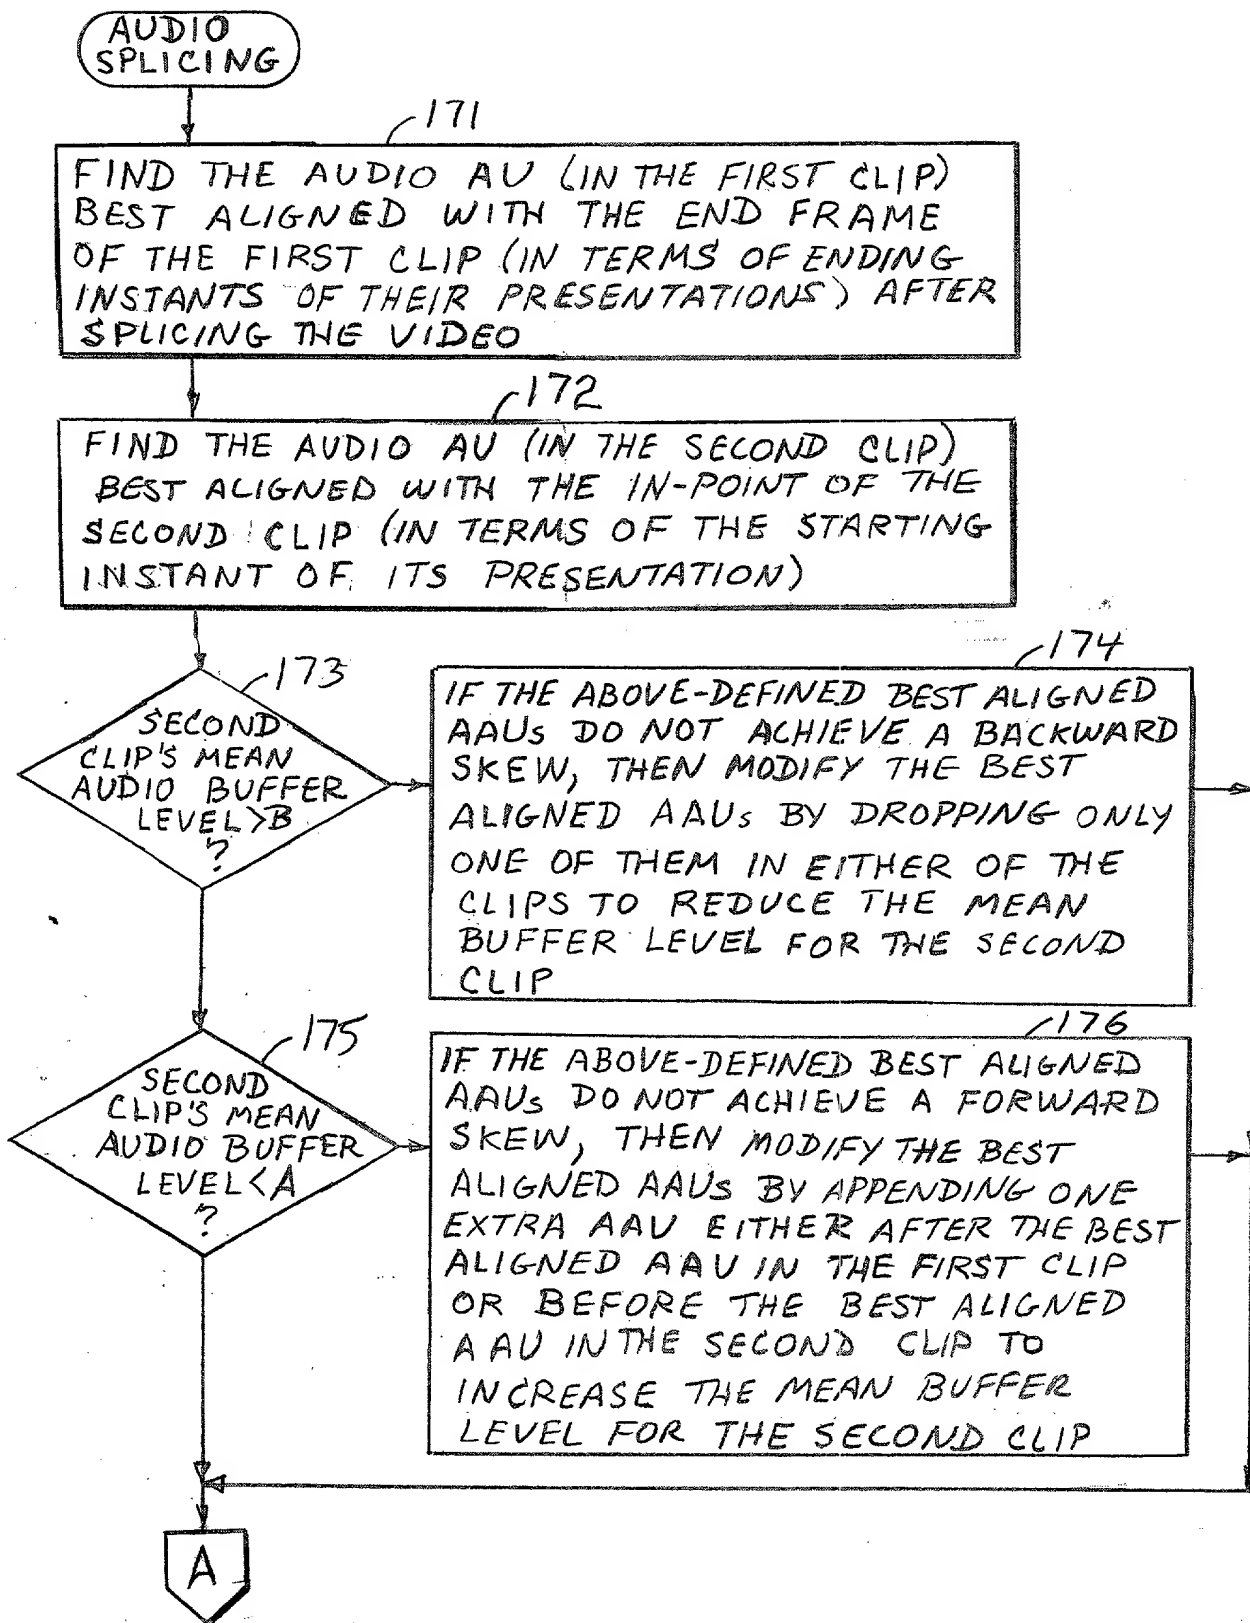 AUDIO
SPLICING
171
FIND THE AUDIO AU (IN THE FIRST CLIP)
BEST ALIGNED WITH THE END FRAME
OF THE FIRST CLIP (IN TERMS OF ENDING
INSTANTS OF THEIR PRESENTATIONS) AFTER
SPLICING THE VIDEO
172
FIND THE AUDIO AU (IN THE SECOND CLIP)
BEST ALIGNED WITH THE IN-POINT OF THE
SECOND CLIP (IN TERMS OF THE STARTING
INSTANT OF ITS PRESENTATION)
173
SECOND
CLIP'S MEAN
AUDIO BUFFER
LEVEL>B
?
174
IF THE ABOVE-DEFINED BEST ALIGNED
AAUs DO NOT ACHIEVE A BACKWARD
SKEW, THEN MODIFY THE BEST
ALIGNED AAUs BY DROPPING ONLY
ONE OF THEM IN EITHER OF THE
CLIPS TO REDUCE THE MEAN
BUFFER LEVEL FOR THE SECOND
CLIP
175
SECOND
CLIP'S MEAN
AUDIO BUFFER
LEVEL<A
?
176
IF THE ABOVE-DEFINED BEST ALIGNED
AAUs DO NOT ACHIEVE A FORWARD
SKEW, THEN MODIFY THE BEST
ALIGNED AAUs BY APPENDING ONE
EXTRA AAU EITHER AFTER THE BEST
ALIGNED AAU IN THE FIRST CLIP
OR BEFORE THE BEST ALIGNED
AAU IN THE SECOND CLIP TO
INCREASE THE MEAN BUFFER
LEVEL FOR THE SECOND CLIP
A